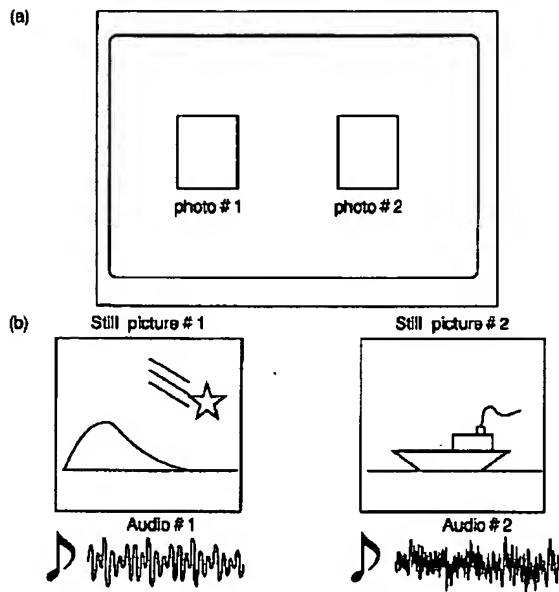 (a)
photo # 1 photo # 2
(b) Still picture # 1 Still picture # 2
Audio # 1 Audio # 2